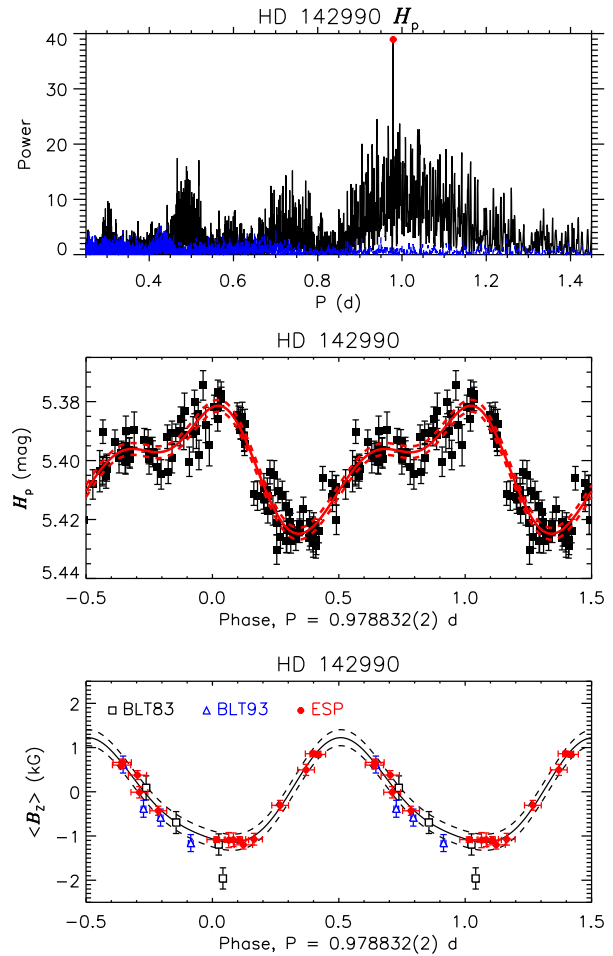 HD 142990 Hp
40
30
20
10
0
Power
0.4 0.6 0.8 1.0 1.2 1.4
P (d)
HD 142990
5.38
5.40
5.42
5.44
Hp (mag)
-0.5 0.0 0.5 1.0 1.5
Phase, P = 0.978832(2) d
HD 142990
BLT83 BLT93 ESP
2
1
0
-1
-2
<Bz> (kG)
-0.5 0.0 0.5 1.0 1.5
Phase, P = 0.978832(2) d